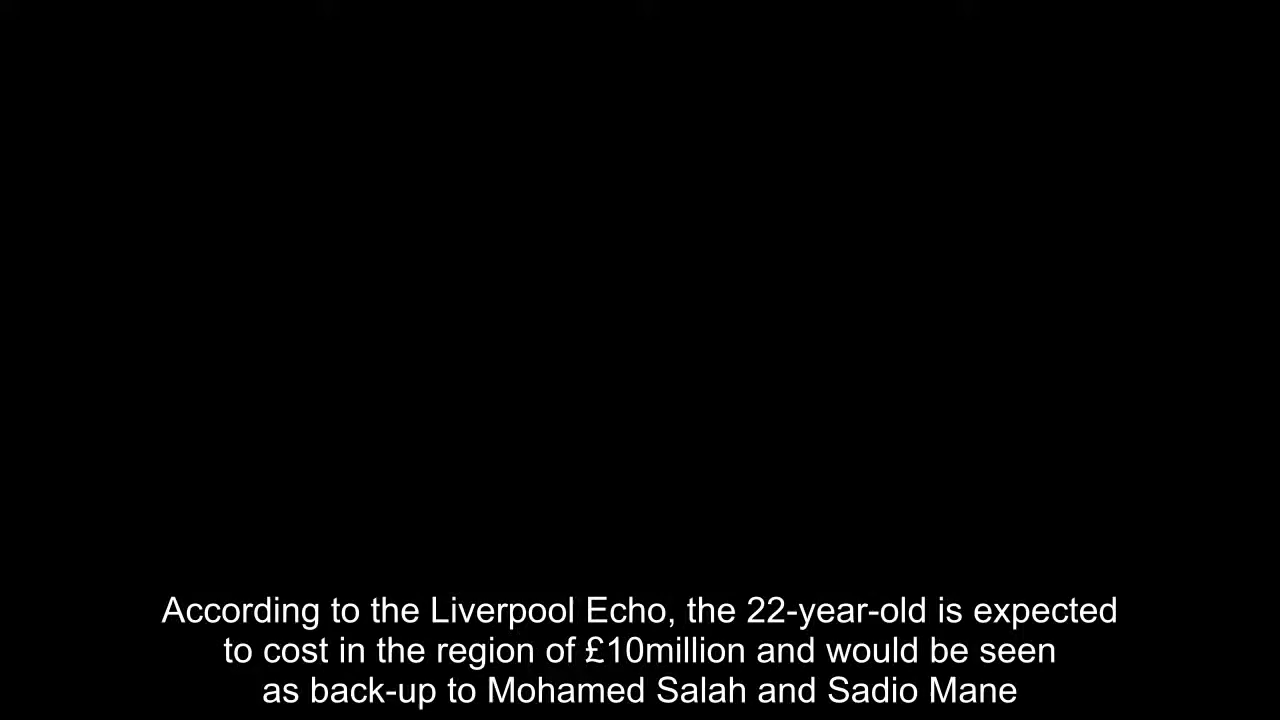 According to the Liverpool Echo, the 22-year-old is expected
to cost in the region of £10million and would be seen
as back-up to Mohamed Salah and Sadio Mane